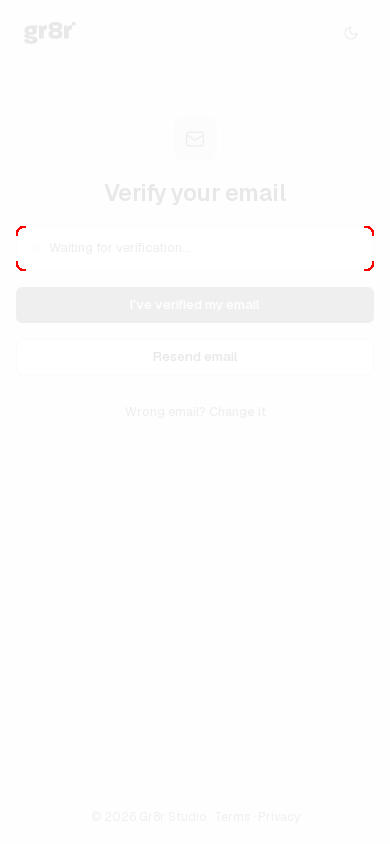 gr8r
Verify your email
Waiting for verification...
I've verified my email
Resend email
Wrong email? Change it
© 2026 Gr8r Studio · Terms · Privacy